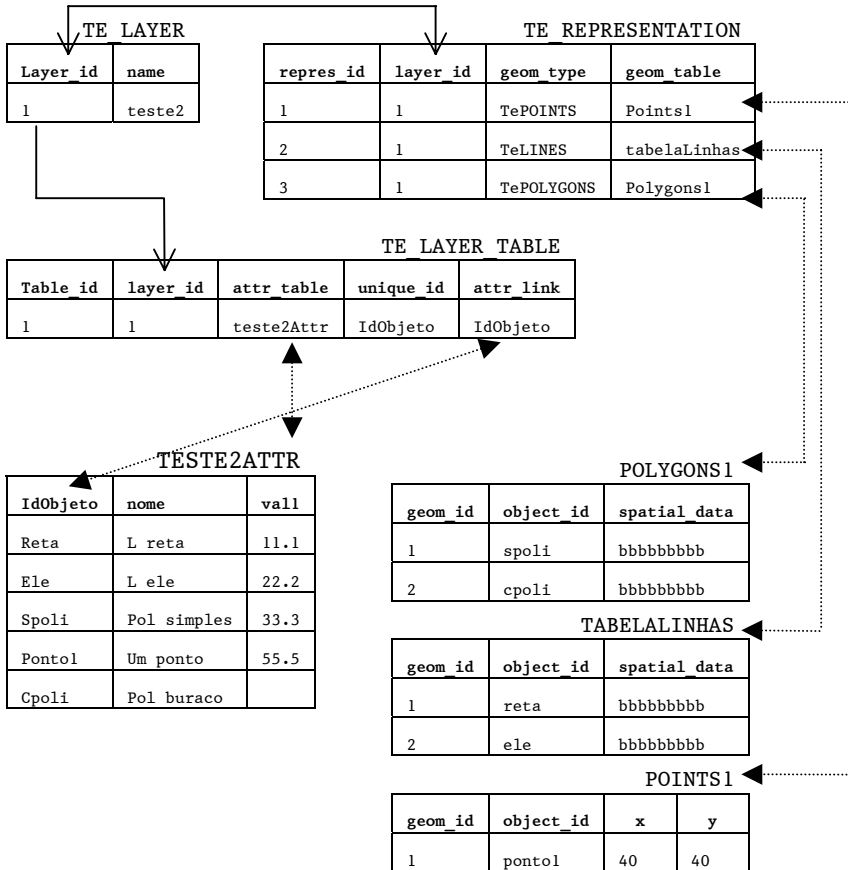 TE_LAYER
Layer_id name
1 teste2
TE_REPRESENTATION
repres_id layer_id geom_type geom_table
1 1 TePOINTS Points1
2 1 TeLINES tabelaLinhas
3 1 TePOLYGONS Polygons1
TE_LAYER_TABLE
Table_id layer_id attr_table unique_id attr_link
1 1 teste2Attr IdObjeto IdObjeto
TESTE2ATTR
IdObjeto nome val1
Reta L reta 11.1
Ele L ele 22.2
Spoli Pol simples 33.3
Ponto1 Um ponto 55.5
Cpoli Pol buraco
POLYGONS1
geom_id object_id spatial_data
1 spoli bbbbbbbbb
2 cpoli bbbbbbbbb
TABELALINHAS
geom_id object_id spatial_data
1 reta bbbbbbbbb
2 ele bbbbbbbbb
POINTS1
geom_id object_id x y
1 ponto1 40 40